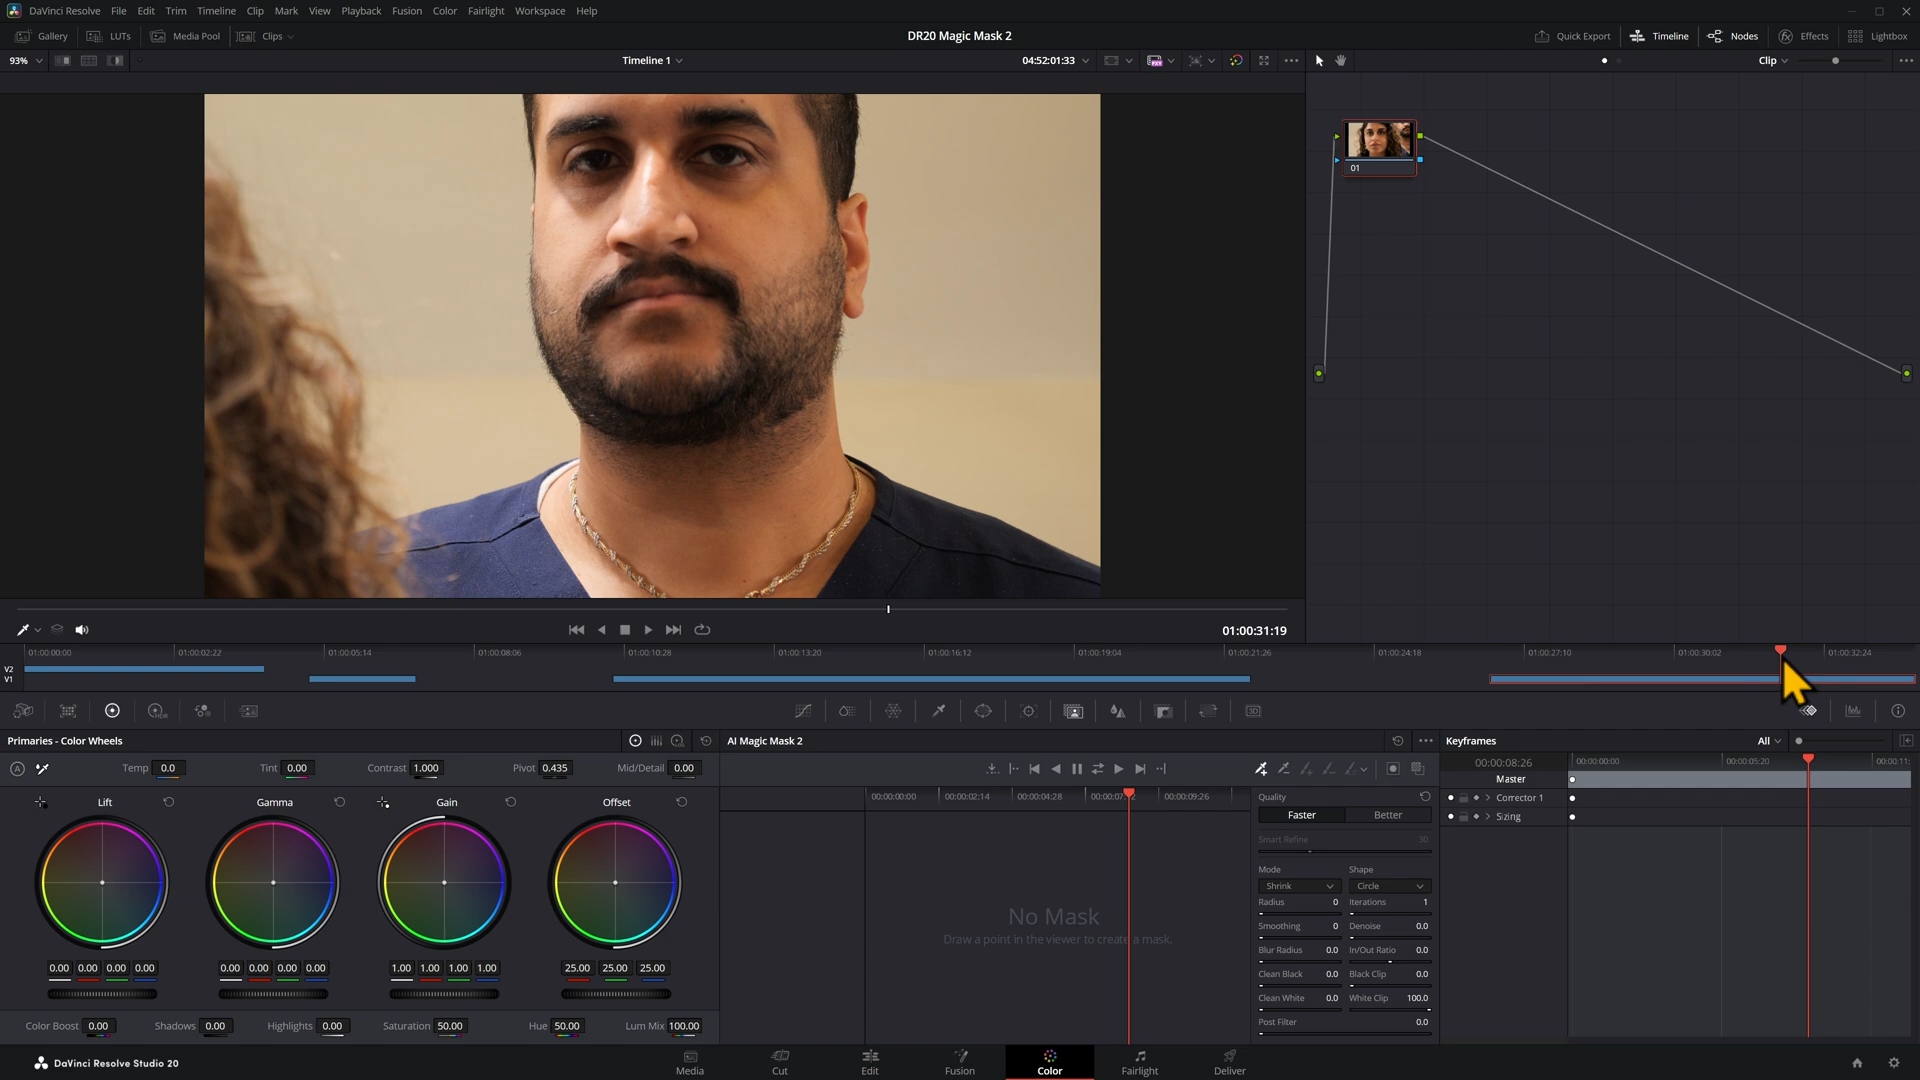 DaVinci Resolve File Edit Trim Timeline Clip Mark View Playback Fusion Color Fairlight Workspace Help
Gallery LUTs Media Pool Clips DR20 Magic Mask 2 Quick Export Timeline Nodes Effects Lightbox
93% Timeline 1 04:52:01:33 Clip
01
01:00:31:19
01:00:00:00 01:00:02:22 01:00:05:14 01:00:08:06 01:00:10:28 01:00:13:20 01:00:16:12 01:00:19:04 01:00:21:26 01:00:24:18 01:00:27:10 01:00:30:02 01:00:32:24
V2
V1
Primaries - Color Wheels AI Magic Mask 2 Keyframes All
Temp 0.0 Tint 0.00 Contrast 1.000 Pivot 0.435 Mid/Detail 0.00
00:00:08:26 00:00:00:00 00:00:05:20 00:00:11:
Master
Corrector 1
Sizing
Lift Gamma Gain Offset
00:00:00:00 00:00:02:14 00:00:04:28 00:00:09:26
Quality
Faster Better
Smart Refine 30
Mode Shape
Shrink Circle
Radius 0 Iterations 1
Smoothing 0 Denoise 0.0
Blur Radius 0.0 In/Out Ratio 0.0
Clean Black 0.0 Black Clip 0.0
Clean White 0.0 White Clip 100.0
Post Filter 0.0
No Mask
Draw a point in the viewer to create a mask.
0.00 0.00 0.00 0.00 0.00 0.00 0.00 0.00 1.00 1.00 1.00 1.00 25.00 25.00 25.00
Color Boost 0.00 Shadows 0.00 Highlights 0.00 Saturation 50.00 Hue 50.00 Lum Mix 100.00
DaVinci Resolve Studio 20
Media Cut Edit Fusion Color Fairlight Deliver